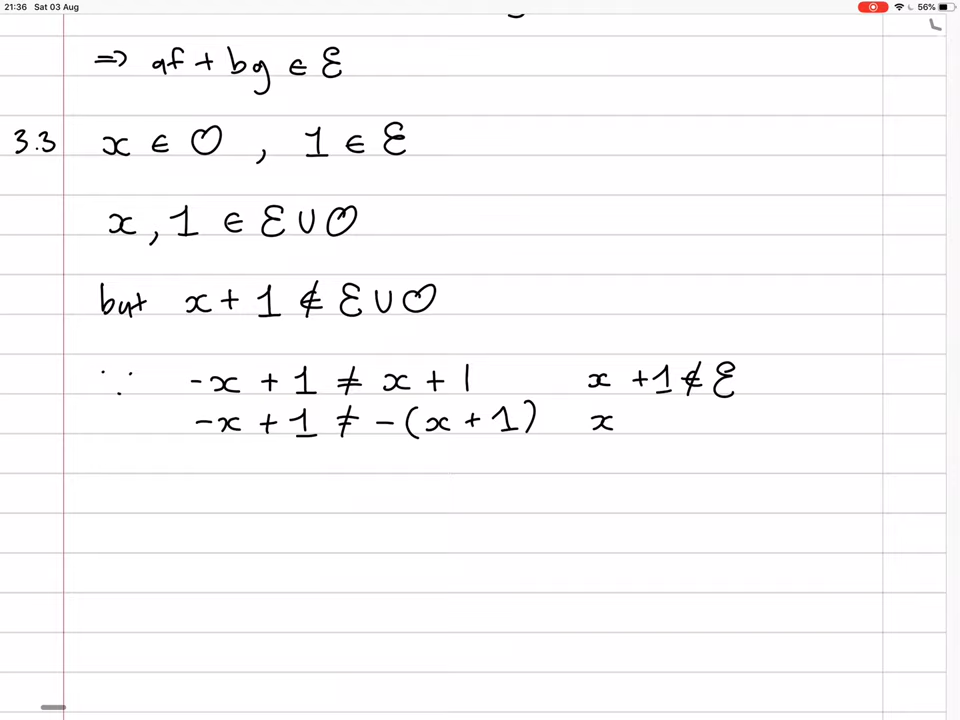 21:36 Sat 03 Aug 56%
⇒ af + bg ∈ ℰ
3.3 x ∈ 𝒪 , 1 ∈ ℰ
x , 1 ∈ ℰ ∪ 𝒪
but x + 1 ∉ ℰ ∪ 𝒪
∵ -x + 1 ≠ x + 1 x + 1 ∉ ℰ
-x + 1 ≠ -(x + 1) x